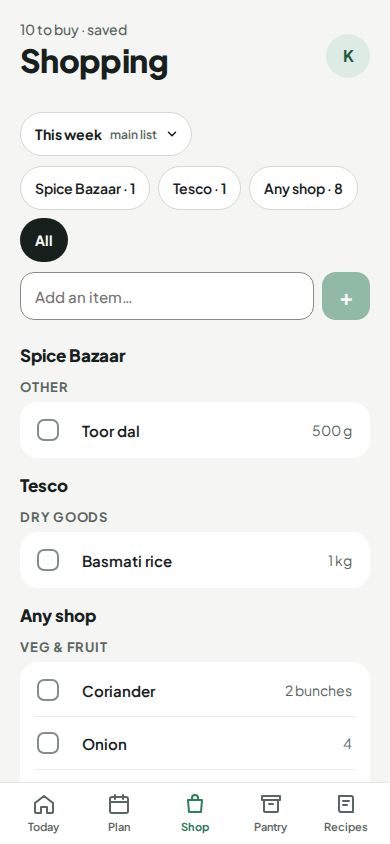 10 to buy · saved
Shopping
K
This week main list
Spice Bazaar · 1 Tesco · 1 Any shop · 8
All
Add an item… +
Spice Bazaar
OTHER
Toor dal 500 g
Tesco
DRY GOODS
Basmati rice 1 kg
Any shop
VEG & FRUIT
Coriander 2 bunches
Onion 4
Today Plan Shop Pantry Recipes